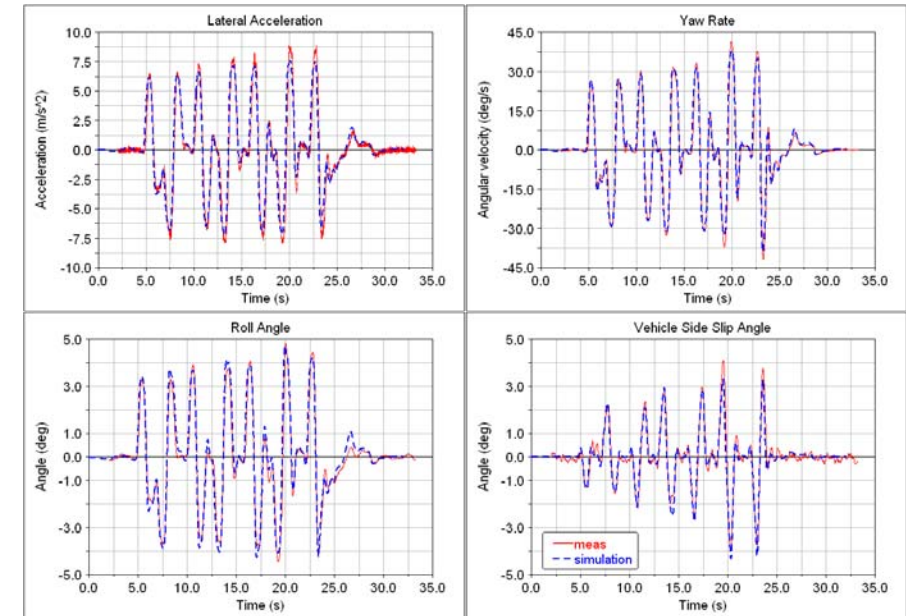 Lateral Acceleration
Acceleration (m/s^2)
10.0
7.5
5.0
2.5
0.0
-2.5
-5.0
-7.5
-10.0
0.0 5.0 10.0 15.0 20.0 25.0 30.0 35.0
Time (s)
Yaw Rate
Angular velocity (deg/s)
45.0
30.0
15.0
0.0
-15.0
-30.0
-45.0
0.0 5.0 10.0 15.0 20.0 25.0 30.0 35.0
Time (s)
Roll Angle
Angle (deg)
5.0
3.0
1.0
0.0
-1.0
-3.0
-5.0
0.0 5.0 10.0 15.0 20.0 25.0 30.0 35.0
Time (s)
Vehicle Side Slip Angle
Angle (deg)
5.0
3.0
1.0
0.0
-1.0
-3.0
-5.0
meas
simulation
0.0 5.0 10.0 15.0 20.0 25.0 30.0 35.0
Time (s)